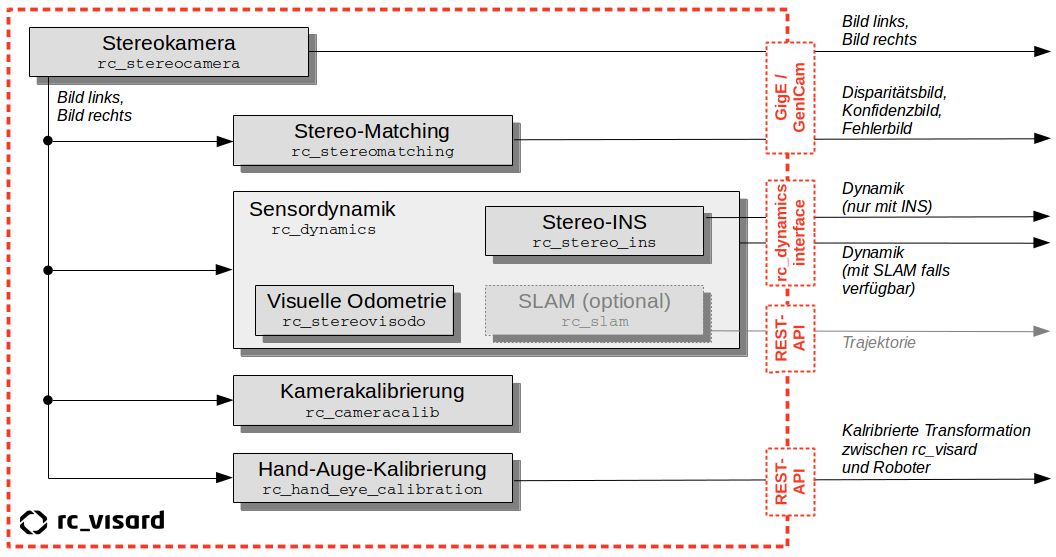 Stereokamera
rc_stereocamera
Bild links,
Bild rechts
Bild links,
Bild rechts
GigE /
GenICam
Stereo-Matching
rc_stereomatching
Disparitätsbild,
Konfidenzbild,
Fehlerbild
Sensordynamik
rc_dynamics
Stereo-INS
rc_stereo_ins
Visuelle Odometrie
rc_stereovisodo
SLAM (optional)
rc_slam
rc_dynamics
interface
Dynamik
(nur mit INS)
Dynamik
(mit SLAM falls
verfügbar)
REST-
API
Trajektorie
Kamerakalibrierung
rc_cameracalib
Hand-Auge-Kalibrierung
rc_hand_eye_calibration
REST-
API
Kalribrierte Transformation
zwischen rc_visard
und Roboter
rc_visard